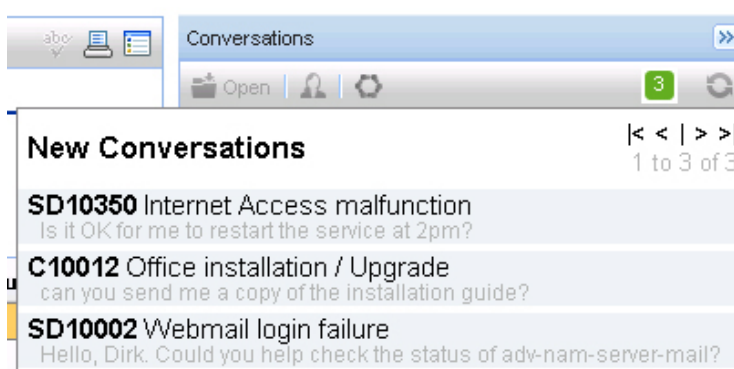 abc
Conversations
»
Open
3
New Conversations
|< < | > >|
1 to 3 of 3
SD10350 Internet Access malfunction
Is it OK for me to restart the service at 2pm?
C10012 Office installation / Upgrade
can you send me a copy of the installation guide?
SD10002 Webmail login failure
Hello, Dirk. Could you help check the status of adv-nam-server-mail?